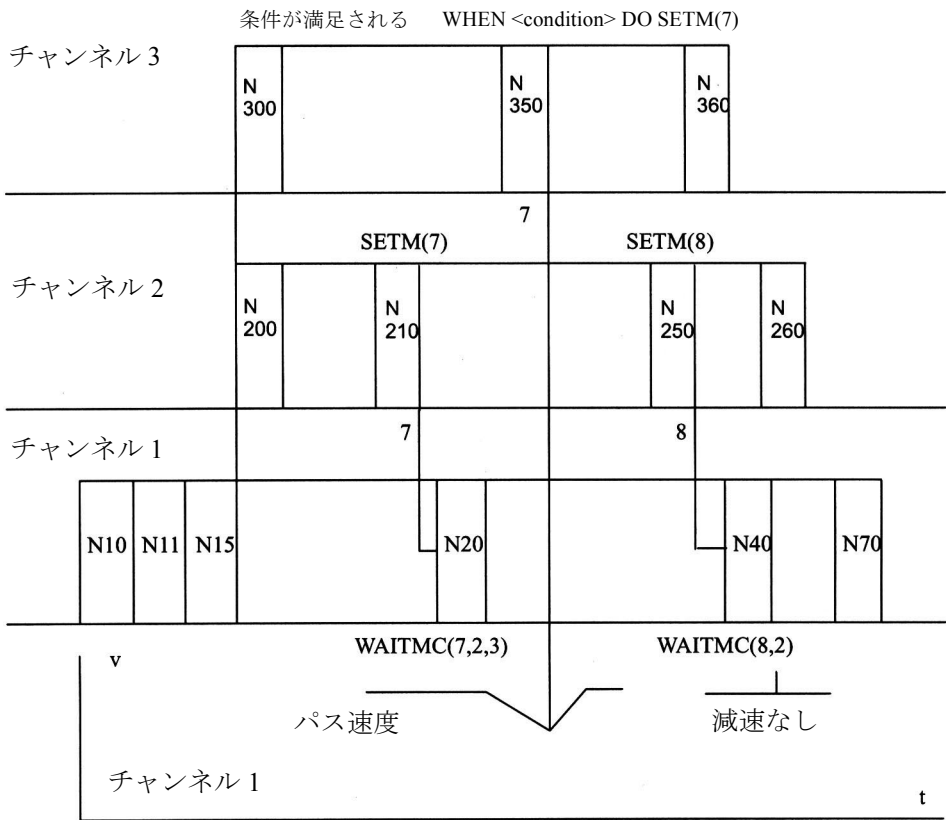 条件が満足される WHEN <condition> DO SETM(7)
チャンネル 3
N
300
N
350
N
360
7
SETM(7)
SETM(8)
チャンネル 2
N
200
N
210
N
250
N
260
7
8
チャンネル 1
N10
N11
N15
N20
N40
N70
WAITMC(7,2,3)
WAITMC(8,2)
v
パス速度
減速なし
チャンネル 1
t